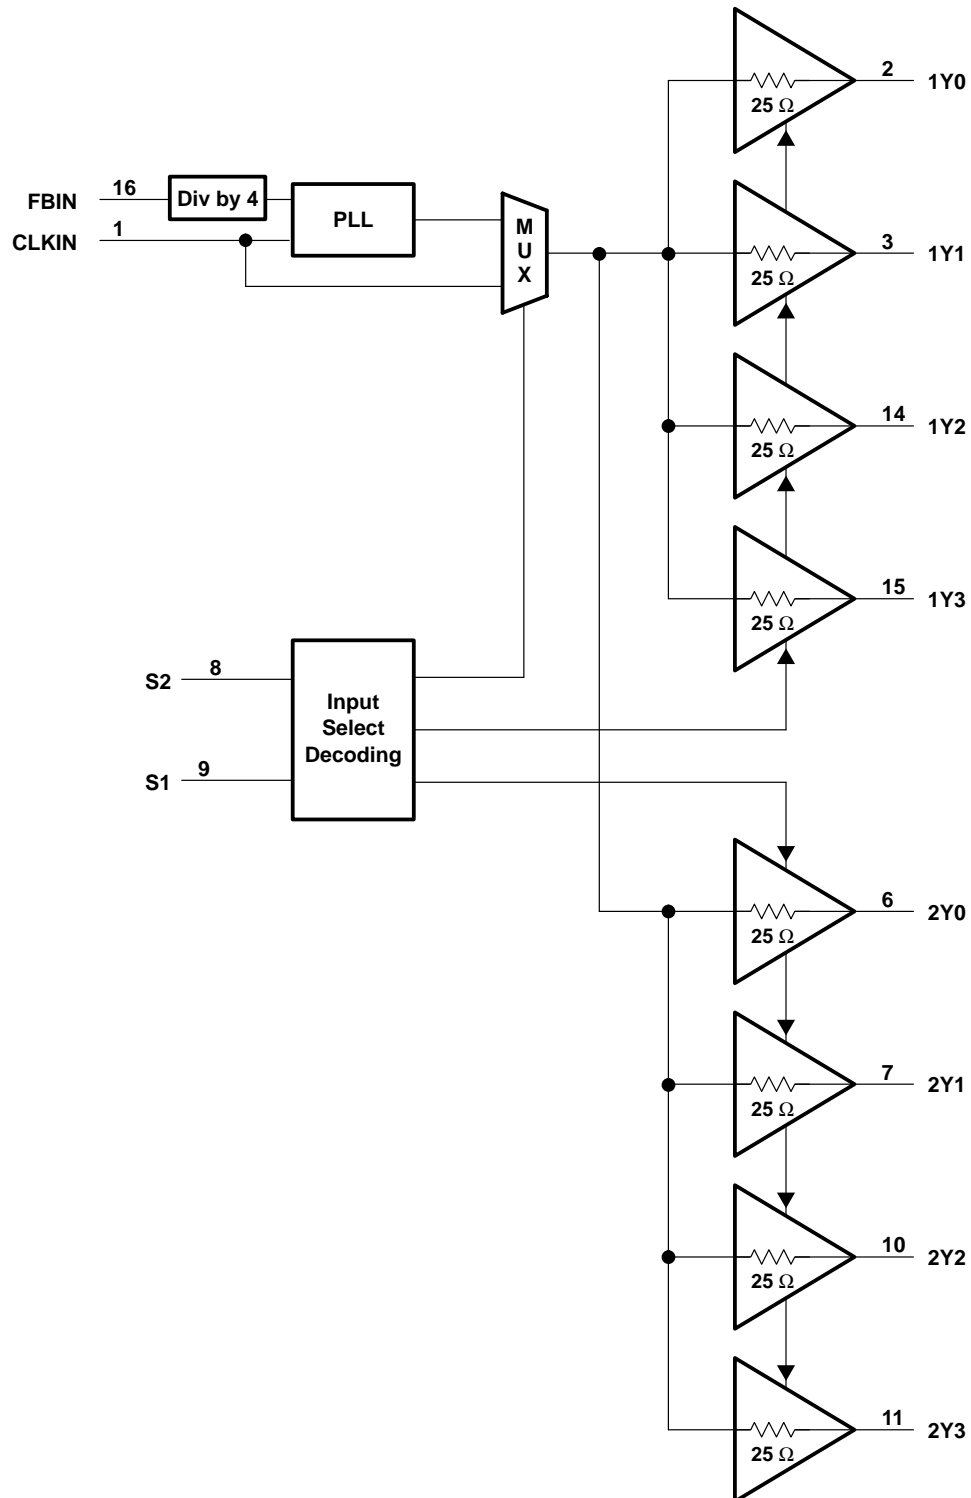 2 1Y0
25 Ω
FBIN 16 Div by 4 PLL
CLKIN 1
M
U
X
3 1Y1
25 Ω
14 1Y2
25 Ω
15 1Y3
25 Ω
S2 8
Input
Select
Decoding
S1 9
6 2Y0
25 Ω
7 2Y1
25 Ω
10 2Y2
25 Ω
11 2Y3
25 Ω